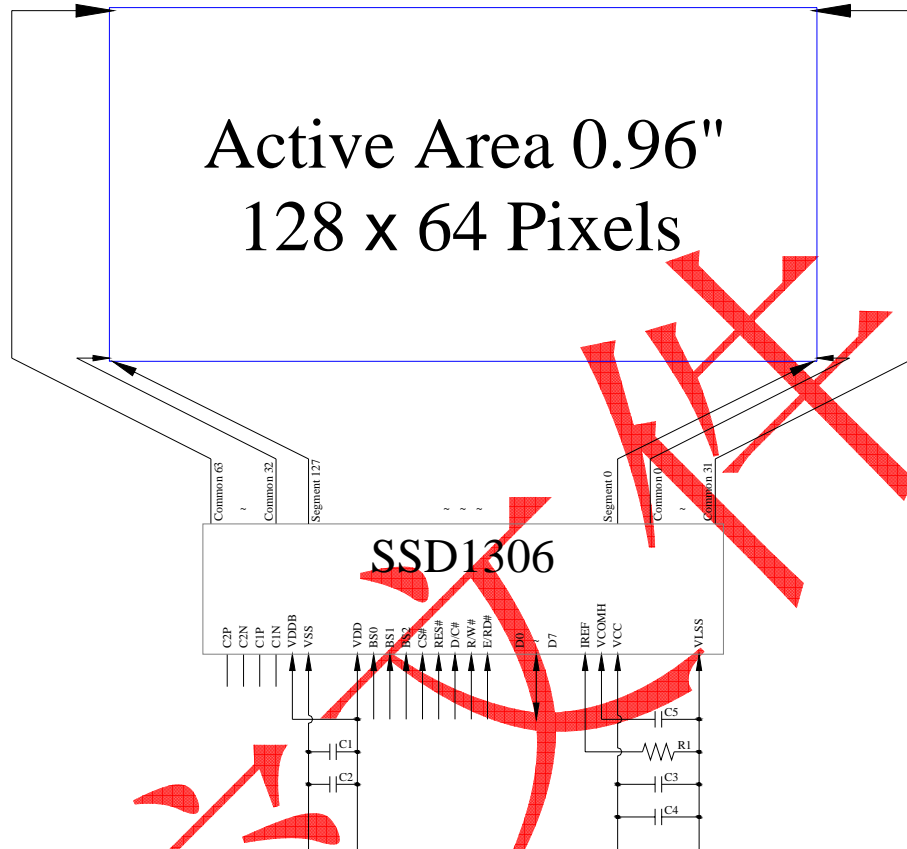 Active Area 0.96"
128 x 64 Pixels
Common 63
~
Common 32
Segment 127
~ ~ ~
Segment 0
Common 0
~
Common 31
SSD1306
C2P
C2N
C1P
C1N
VDDB
VSS
VDD
BS0
BS1
BS2
CS#
RES#
D/C#
R/W#
E/RD#
D0
~
D7
IREF
VCOMH
VCC
VLSS
C5
C1
R1
C2
C3
C4